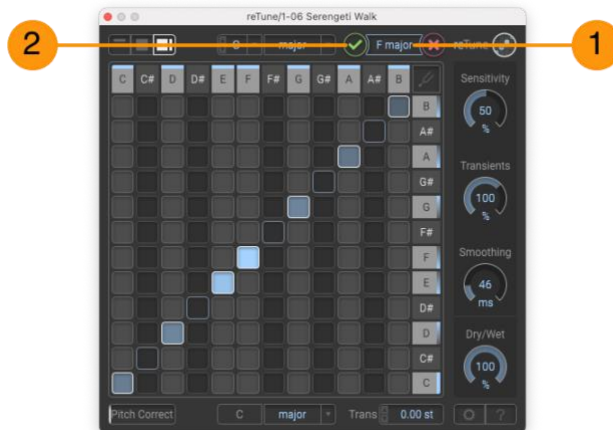 reTune/1-06 Serengeti Walk
2
C major
F major
reTune
1
C C# D D# E F F# G G# A A# B
Sensitivity
50
%
B
A#
A
G#
G
F#
F
E
D#
D
C#
C
Transients
100
%
Smoothing
46
ms
Dry/Wet
100
%
Pitch Correct
C major
Trans 0.00 st
?